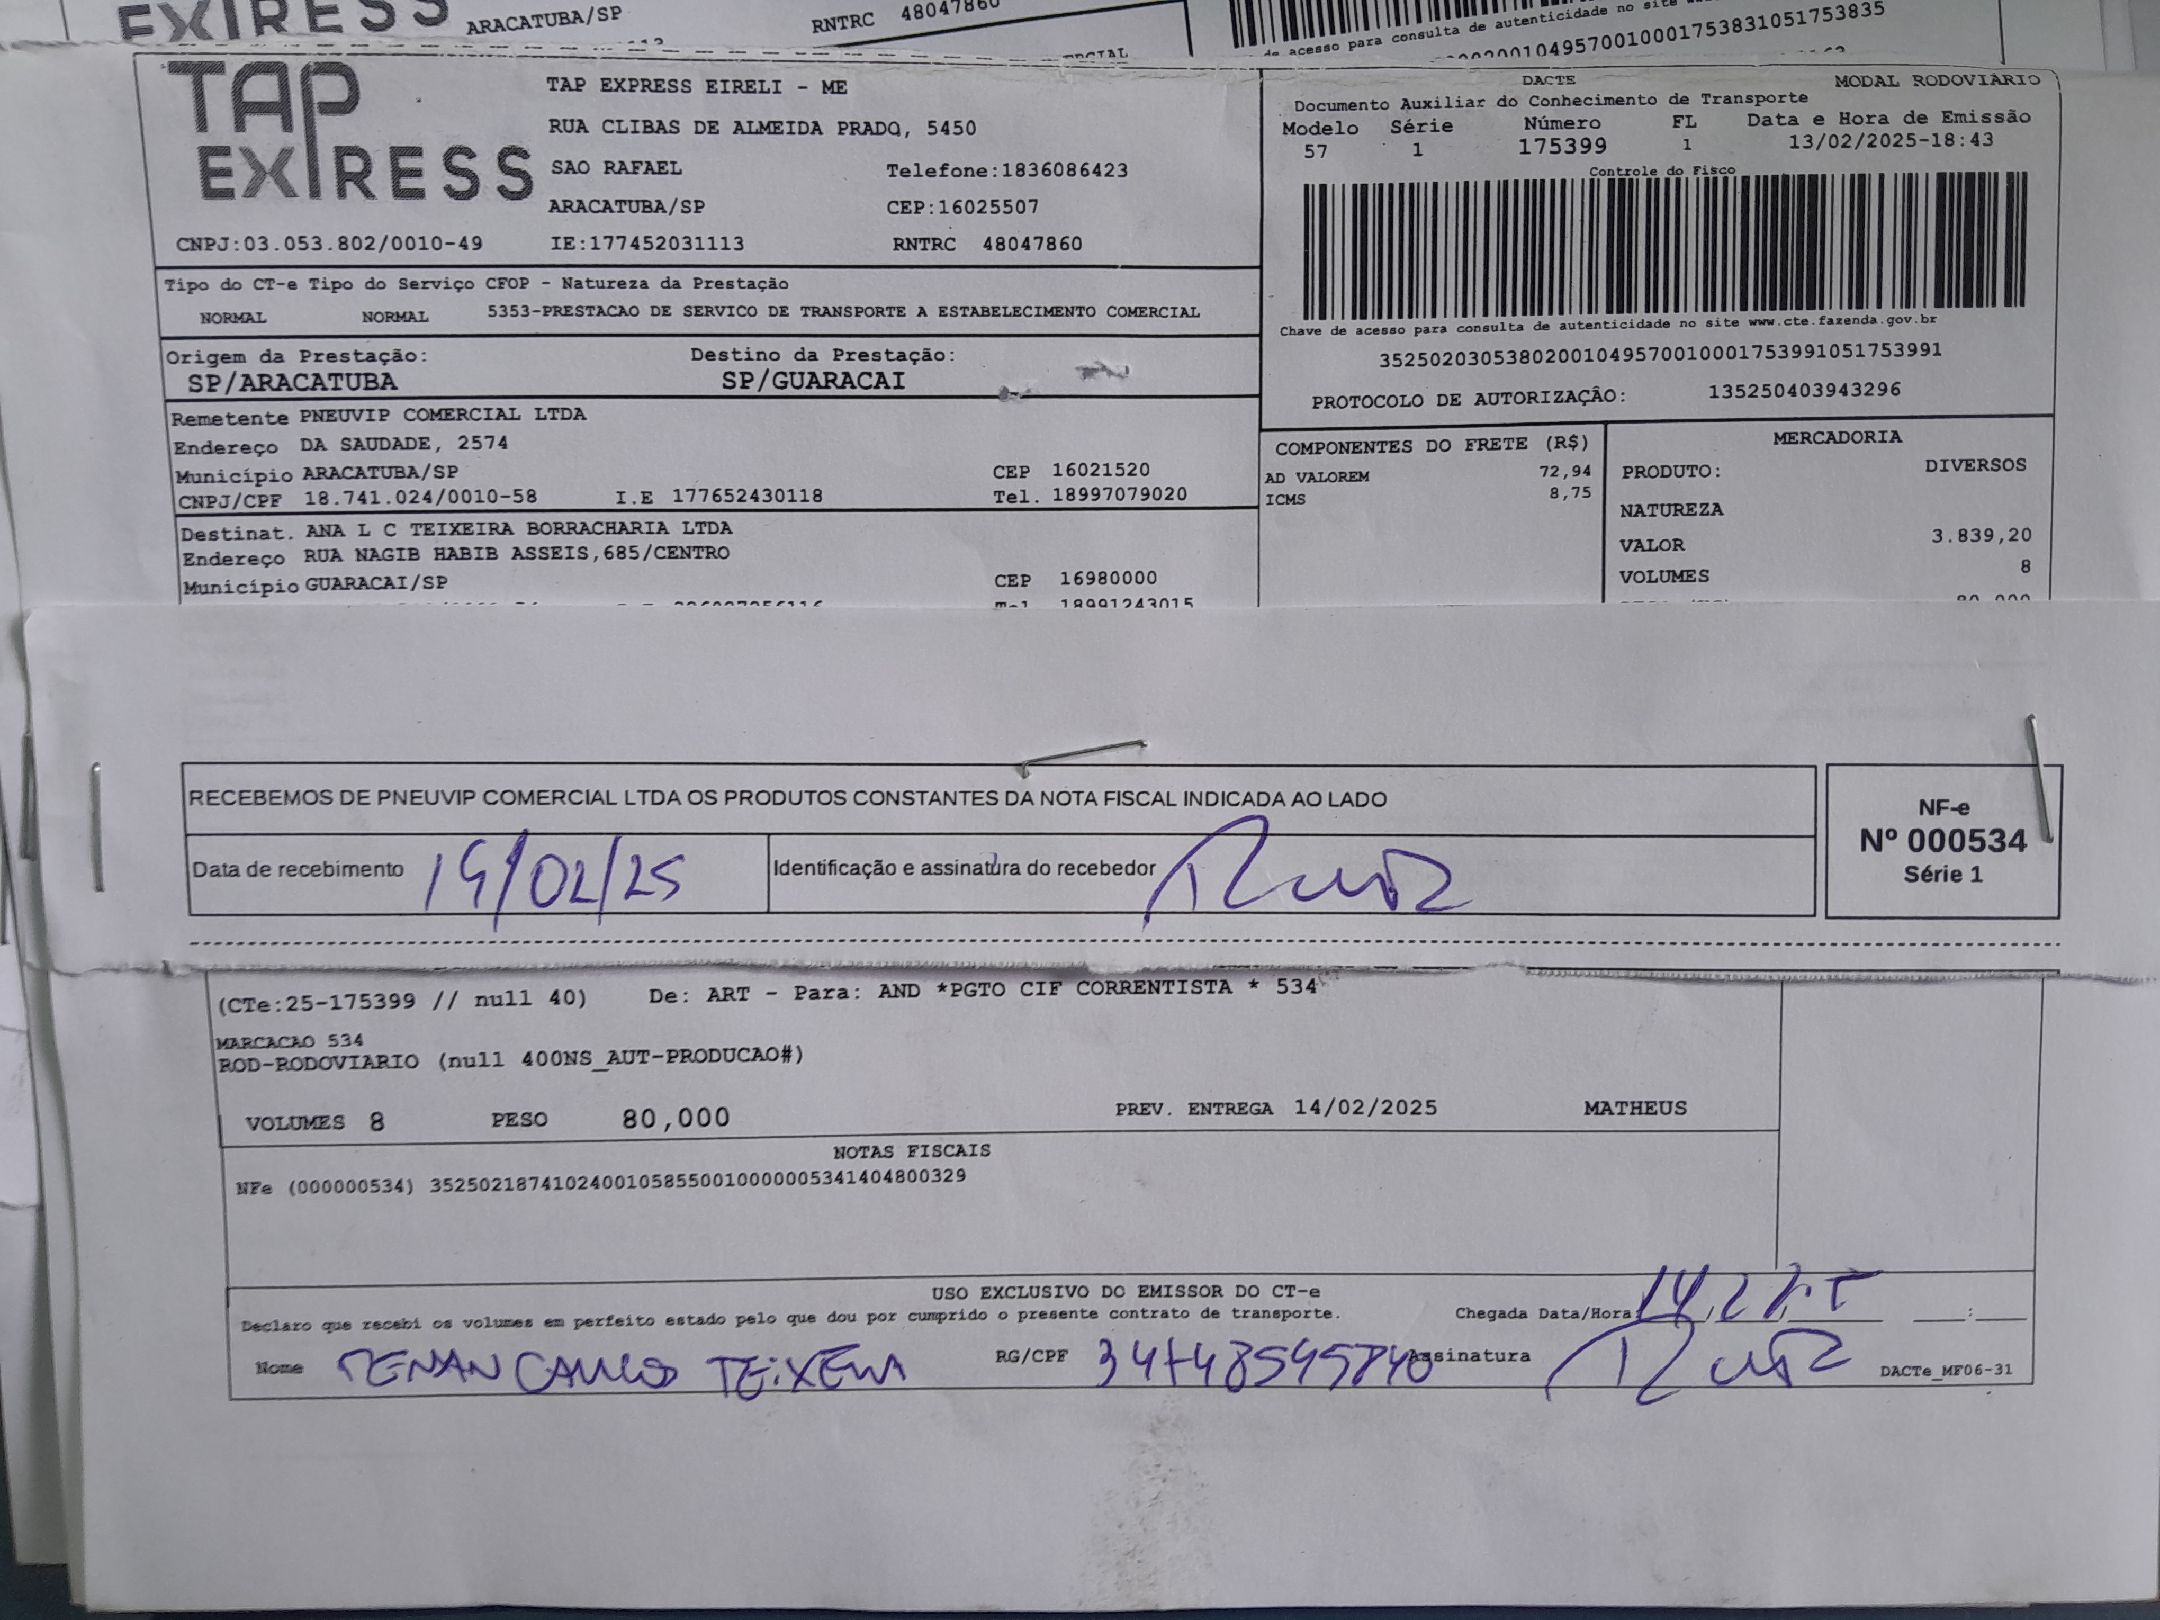 EXPRESS ARACATUBA/SP RNTRC 48047860
de acesso para consulta de autenticidade no site
TAP EXPRESS
TAP EXPRESS EIRELI - ME
RUA CLIBAS DE ALMEIDA PRADO, 5450
SAO RAFAEL Telefone:1836086423
ARACATUBA/SP CEP:16025507
CNPJ:03.053.802/0010-49 IE:177452031113 RNTRC 48047860
DACTE MODAL RODOVIÁRIO
Documento Auxiliar do Conhecimento de Transporte
Modelo Série Número FL Data e Hora de Emissão
57 1 175399 1 13/02/2025-18:43
Controle do Fisco
Chave de acesso para consulta de autenticidade no site www.cte.fazenda.gov.br
35250203053802001049570010001753991051753991
PROTOCOLO DE AUTORIZAÇÂO: 135250403943296
Tipo do CT-e Tipo do Serviço CFOP - Natureza da Prestação
NORMAL NORMAL 5353-PRESTACAO DE SERVICO DE TRANSPORTE A ESTABELECIMENTO COMERCIAL
Origem da Prestação: Destino da Prestação:
SP/ARACATUBA SP/GUARACAI
Remetente PNEUVIP COMERCIAL LTDA
Endereço DA SAUDADE, 2574
Município ARACATUBA/SP CEP 16021520
CNPJ/CPF 18.741.024/0010-58 I.E 177652430118 Tel. 18997079020
Destinat. ANA L C TEIXEIRA BORRACHARIA LTDA
Endereço RUA NAGIB HABIB ASSEIS,685/CENTRO
Município GUARACAI/SP CEP 16980000
Tel 18991243015
COMPONENTES DO FRETE (R$)
AD VALOREM 72,94
ICMS 8,75
MERCADORIA
PRODUTO: DIVERSOS
NATUREZA
VALOR 3.839,20
VOLUMES 8
RECEBEMOS DE PNEUVIP COMERCIAL LTDA OS PRODUTOS CONSTANTES DA NOTA FISCAL INDICADA AO LADO
Data de recebimento 14/02/25 Identificação e assinatura do recebedor
NF-e
Nº 000534
Série 1
(CTe:25-175399 // null 40) De: ART - Para: AND *PGTO CIF CORRENTISTA * 534
MARCACAO 534
ROD-RODOVIARIO (null 400NS_AUT-PRODUCAO#)
VOLUMES 8 PESO 80,000 PREV. ENTREGA 14/02/2025 MATHEUS
NOTAS FISCAIS
NFe (000000534) 35250218741024001058550010000005341404800329
USO EXCLUSIVO DO EMISSOR DO CT-e
Declaro que recebi os volumes em perfeito estado pelo que dou por cumprido o presente contrato de transporte. Chegada Data/Hora:
Nome RENAN CARLOS TEIXEIRA RG/CPF 34748545840 Assinatura DACTe_MF06-31